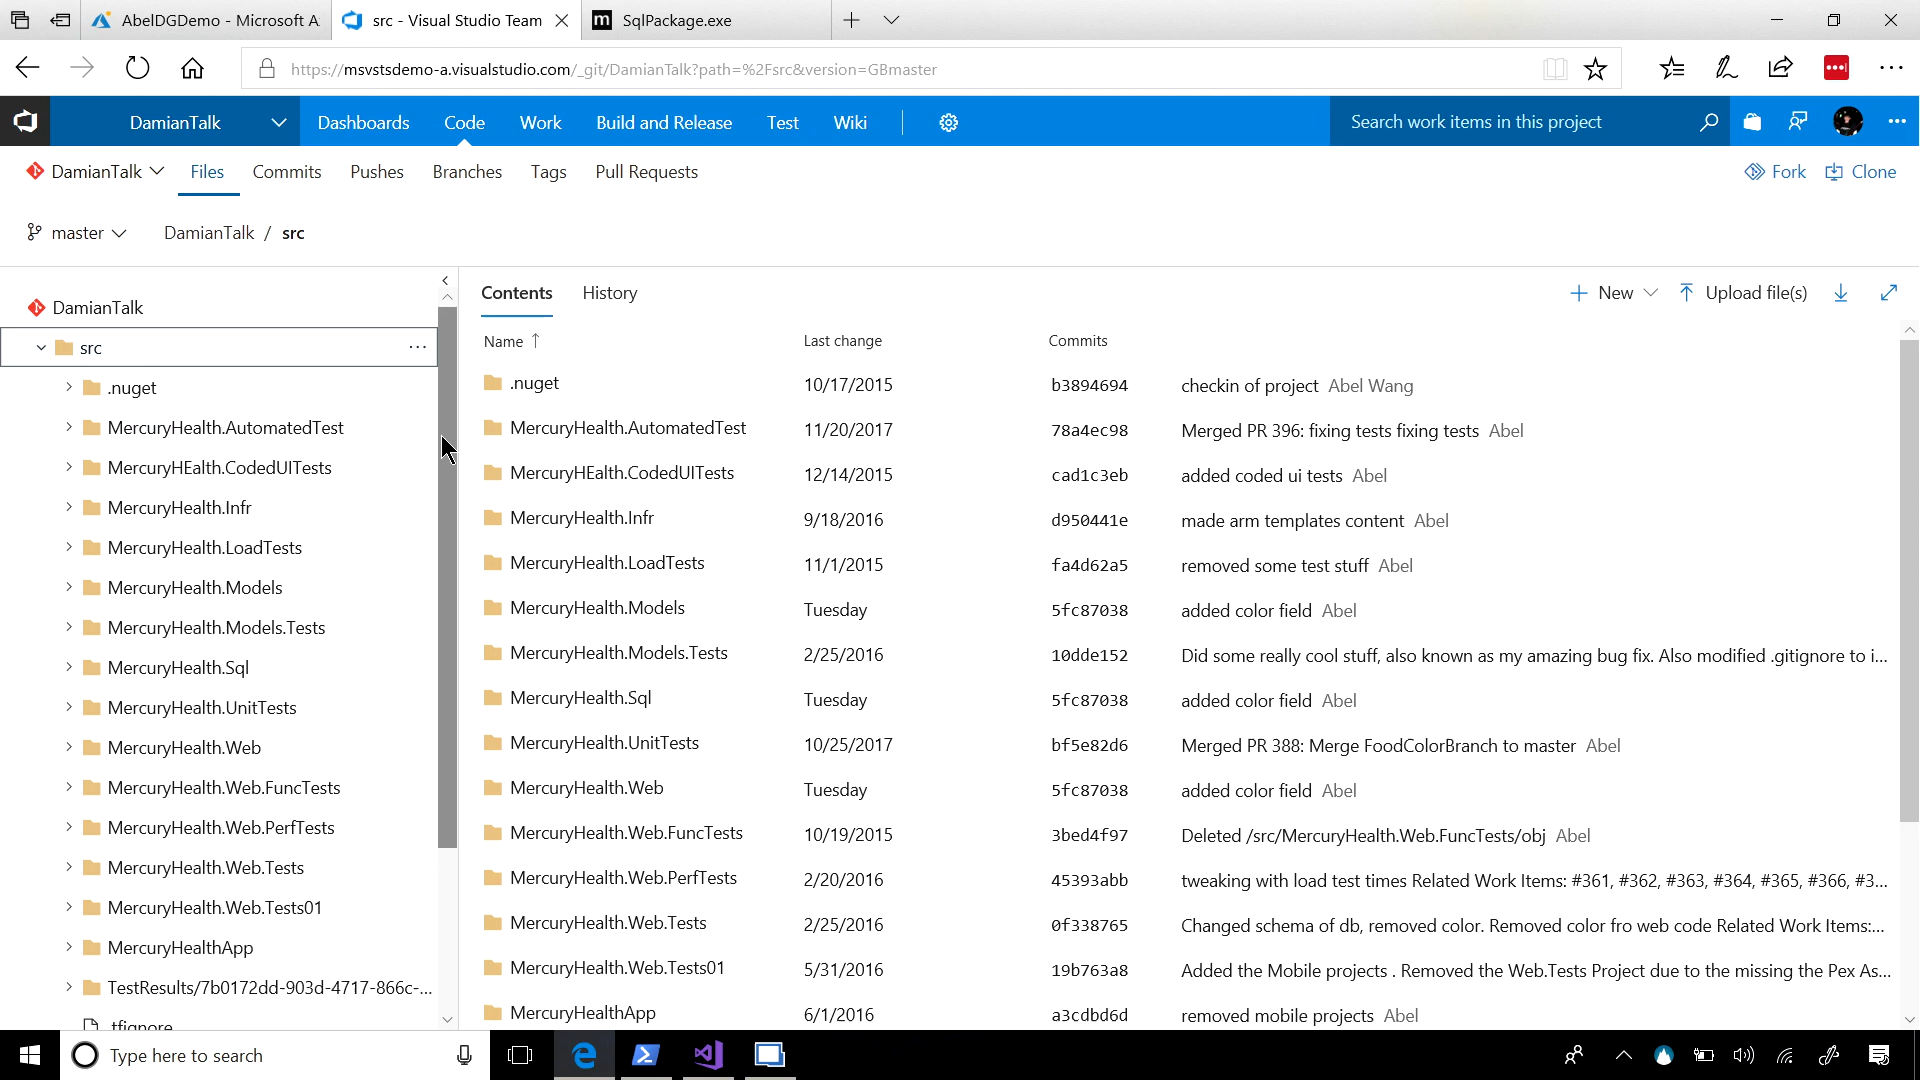 AbelDGDemo - Microsoft A
src - Visual Studio Team
SqlPackage.exe
https://msvstsdemo-a.visualstudio.com/_git/DamianTalk?path=%2Fsrc&version=GBmaster
DamianTalk Dashboards Code Work Build and Release Test Wiki Search work items in this project
DamianTalk Files Commits Pushes Branches Tags Pull Requests Fork Clone
master DamianTalk / src
DamianTalk
src
.nuget
MercuryHealth.AutomatedTest
MercuryHEalth.CodedUITests
MercuryHealth.Infr
MercuryHealth.LoadTests
MercuryHealth.Models
MercuryHealth.Models.Tests
MercuryHealth.Sql
MercuryHealth.UnitTests
MercuryHealth.Web
MercuryHealth.Web.FuncTests
MercuryHealth.Web.PerfTests
MercuryHealth.Web.Tests
MercuryHealth.Web.Tests01
MercuryHealthApp
TestResults/7b0172dd-903d-4717-866c-...
.tfignore
Contents History New Upload file(s)
Name Last change Commits
.nuget 10/17/2015 b3894694 checkin of project Abel Wang
MercuryHealth.AutomatedTest 11/20/2017 78a4ec98 Merged PR 396: fixing tests fixing tests Abel
MercuryHEalth.CodedUITests 12/14/2015 cad1c3eb added coded ui tests Abel
MercuryHealth.Infr 9/18/2016 d950441e made arm templates content Abel
MercuryHealth.LoadTests 11/1/2015 fa4d62a5 removed some test stuff Abel
MercuryHealth.Models Tuesday 5fc87038 added color field Abel
MercuryHealth.Models.Tests 2/25/2016 10dde152 Did some really cool stuff, also known as my amazing bug fix. Also modified .gitignore to i...
MercuryHealth.Sql Tuesday 5fc87038 added color field Abel
MercuryHealth.UnitTests 10/25/2017 bf5e82d6 Merged PR 388: Merge FoodColorBranch to master Abel
MercuryHealth.Web Tuesday 5fc87038 added color field Abel
MercuryHealth.Web.FuncTests 10/19/2015 3bed4f97 Deleted /src/MercuryHealth.Web.FuncTests/obj Abel
MercuryHealth.Web.PerfTests 2/20/2016 45393abb tweaking with load test times Related Work Items: #361, #362, #363, #364, #365, #366, #3...
MercuryHealth.Web.Tests 2/25/2016 0f338765 Changed schema of db, removed color. Removed color fro web code Related Work Items:...
MercuryHealth.Web.Tests01 5/31/2016 19b763a8 Added the Mobile projects . Removed the Web.Tests Project due to the missing the Pex As...
MercuryHealthApp 6/1/2016 a3cdbd6d removed mobile projects Abel
Type here to search